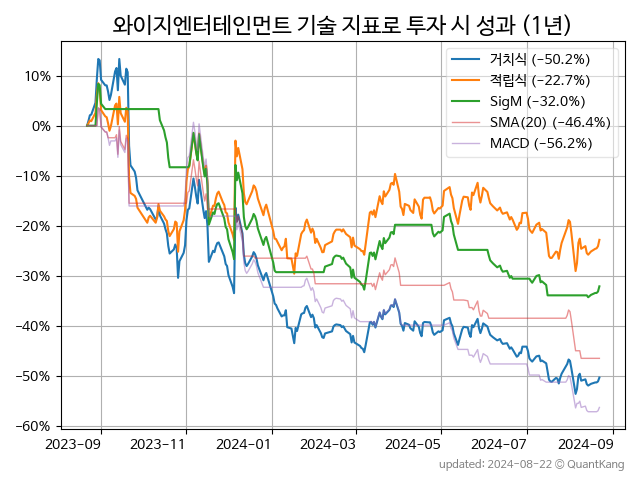 와이지엔터테인먼트 기술 지표로 투자 시 성과 (1년)
거치식 (−50.2%)
적립식 (−22.7%)
SigM (−32.0%)
SMA(20) (−46.4%)
MACD (−56.2%)
10%
0%
−10%
−20%
−30%
−40%
−50%
−60%
2023-09 2023-11 2024-01 2024-03 2024-05 2024-07 2024-09
updated: 2024-08-22 @ QuantKang